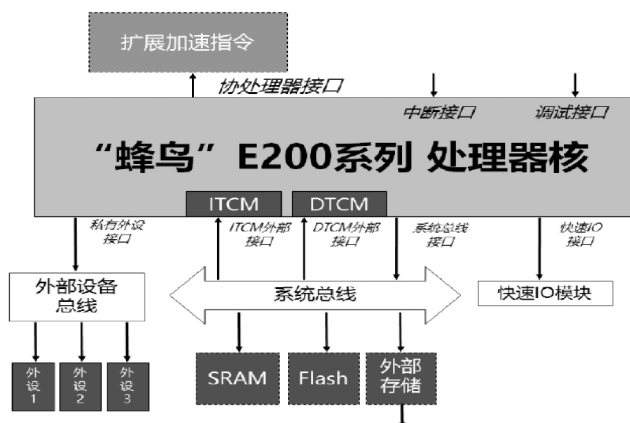 扩展加速指令
协处理器接口
中断接口
调试接口
“蜂鸟” E200系列 处理器核
ITCM
DTCM
私有外设
接口
ITCM外部
接口
DTCM外部
接口
系统总线
接口
快速IO
接口
外部设备
总线
系统总线
快速IO模块
外
设
1
外
设
2
外
设
3
SRAM
Flash
外部
存储